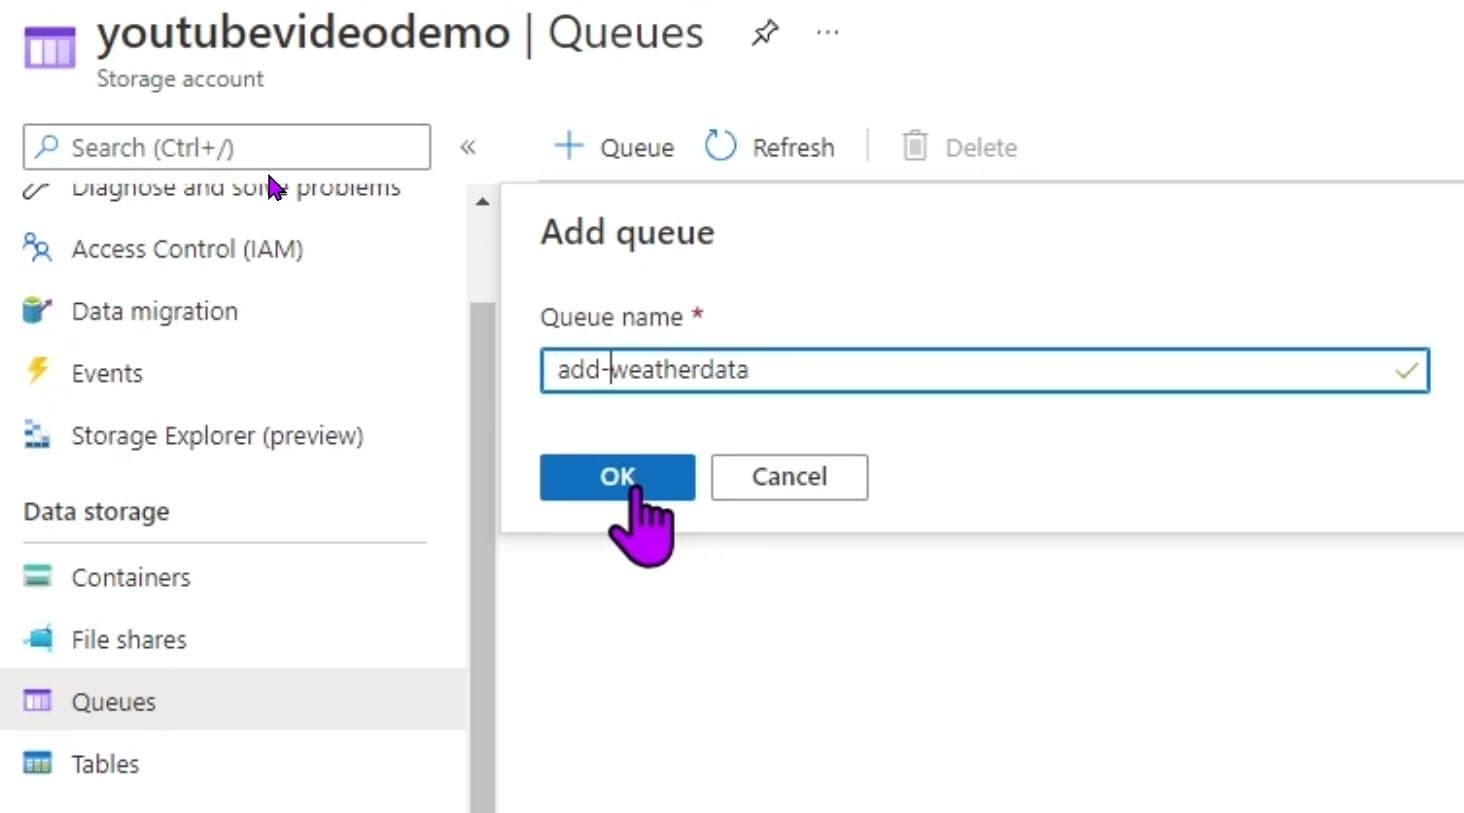 youtubevideodemo | Queues
Storage account
Search (Ctrl+/)
«
Queue
Refresh
Delete
Diagnose and solve problems
Access Control (IAM)
Data migration
Events
Storage Explorer (preview)
Data storage
Containers
File shares
Queues
Tables
Add queue
Queue name *
add-weatherdata
OK
Cancel